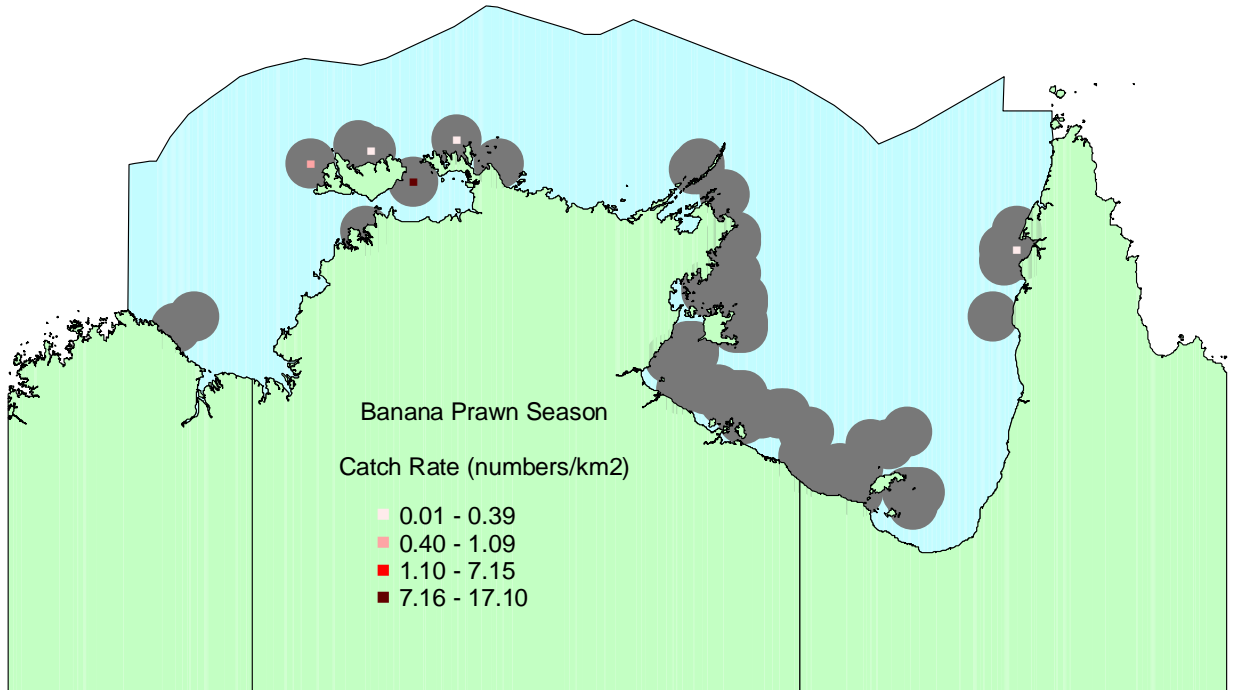 Banana Prawn Season
Catch Rate (numbers/km2)
0.01 - 0.39
0.40 - 1.09
1.10 - 7.15
7.16 - 17.10